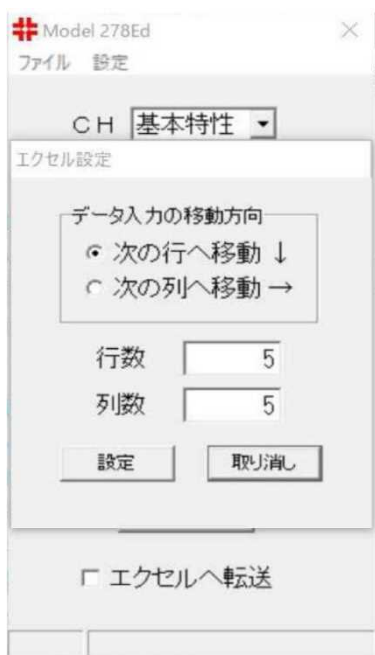 Model 278Ed
ファイル 設定
CH 基本特性
エクセル設定
データ入力の移動方向
次の行へ移動 ↓
次の列へ移動 →
行数 5
列数 5
設定 取り消し
エクセルへ転送